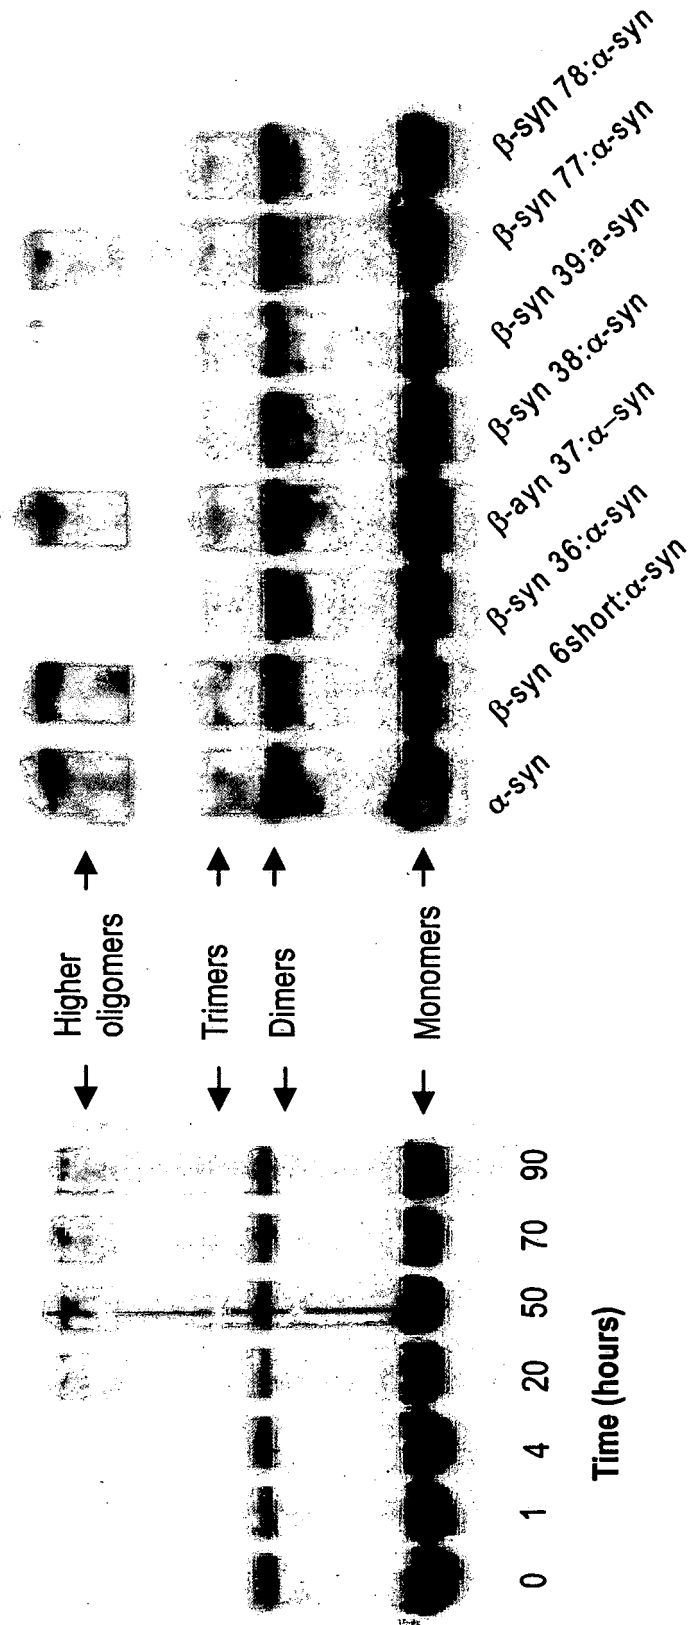 Higher
oligomers
Trimers
Dimers
Monomers
0 1 4 20 50 70 90
Time (hours)
α-syn
β-syn 6short:α-syn
β-syn 36:α-syn
β-ayn 37:α–syn
β-syn 38:α-syn
β-syn 39:a-syn
β-syn 77:α-syn
β-syn 78:α-syn